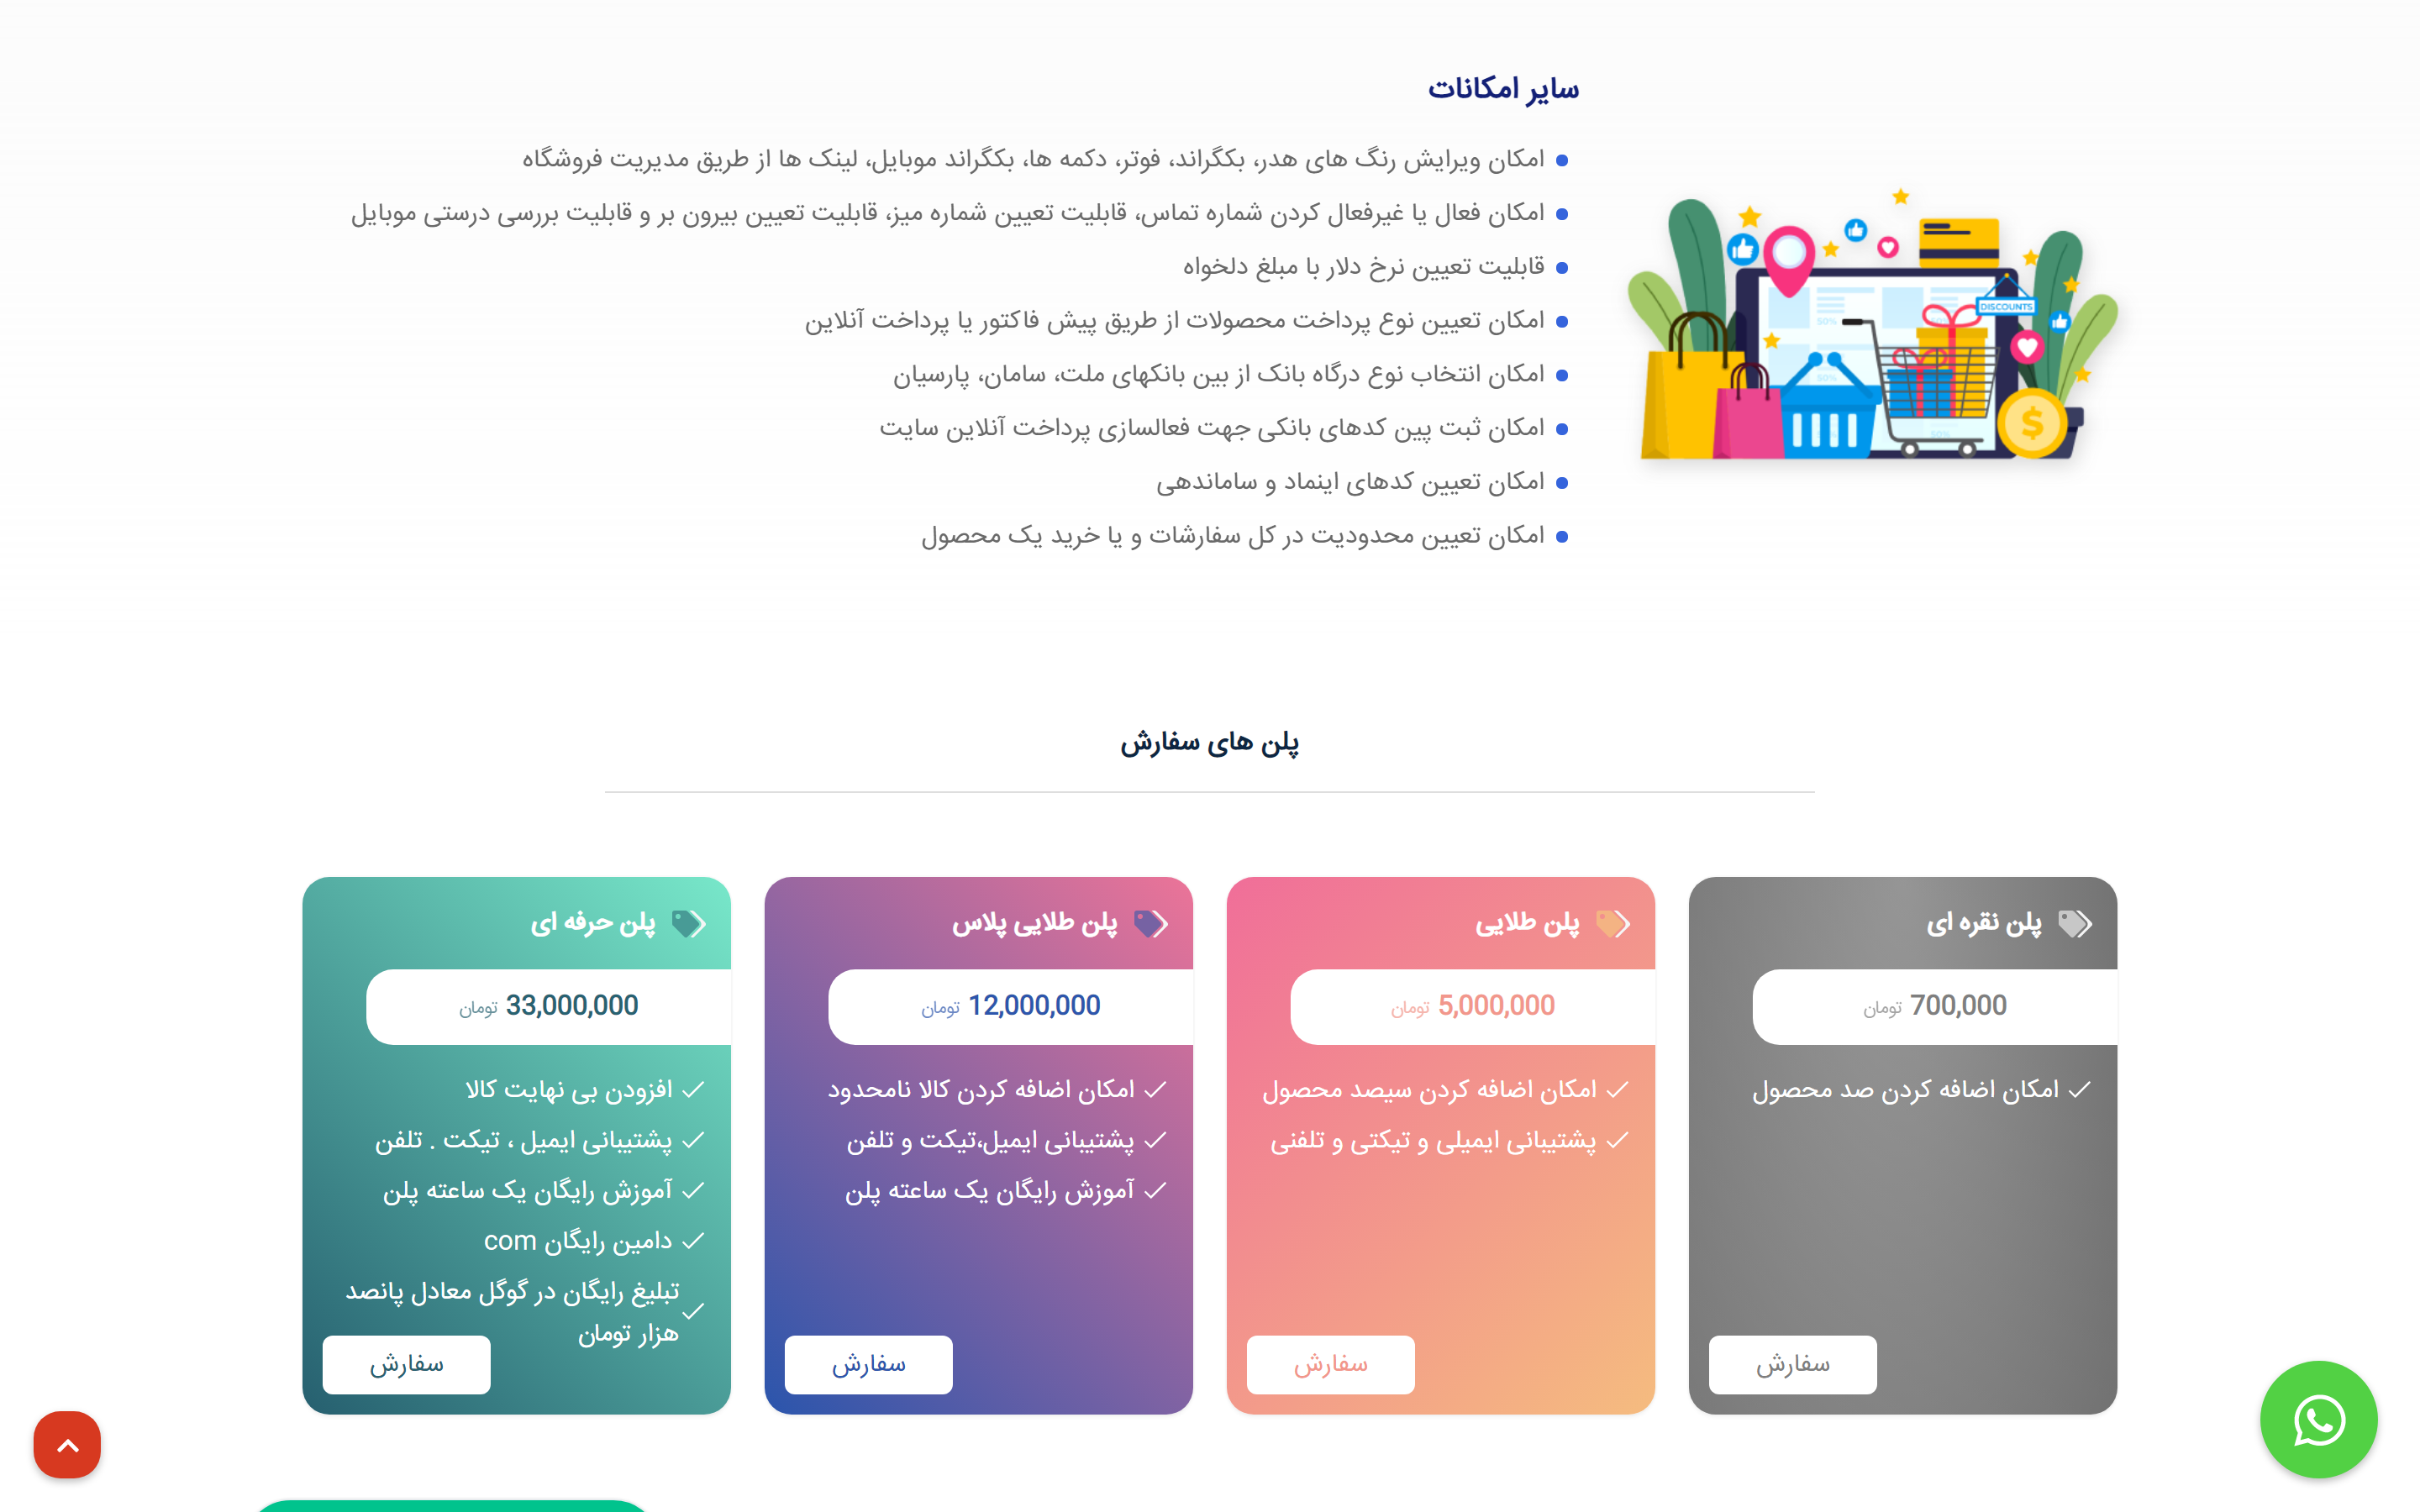 سایر امکانات
امکان ویرایش رنگ های هدر، بکگراند، فوتر، دکمه ها، بکگراند موبایل، لینک ها از طریق مدیریت فروشگاه
امکان فعال یا غیرفعال کردن شماره تماس، قابلیت تعیین شماره میز، قابلیت تعیین بیرون بر و قابلیت بررسی درستی موبایل
قابلیت تعیین نرخ دلار با مبلغ دلخواه
امکان تعیین نوع پرداخت محصولات از طریق پیش فاکتور یا پرداخت آنلاین
امکان انتخاب نوع درگاه بانک از بین بانکهای ملت، سامان، پارسیان
امکان ثبت پین کدهای بانکی جهت فعالسازی پرداخت آنلاین سایت
امکان تعیین کدهای اینماد و ساماندهی
امکان تعیین محدودیت در کل سفارشات و یا خرید یک محصول
DISCOUNTS
50%
50%
50%
پلن های سفارش
پلن نقره ای
700,000 تومان
امکان اضافه کردن صد محصول
سفارش
پلن طلایی
5,000,000 تومان
امکان اضافه کردن سیصد محصول
پشتیبانی ایمیلی و تیکتی و تلفنی
سفارش
پلن طلایی پلاس
12,000,000 تومان
امکان اضافه کردن کالا نامحدود
پشتیبانی ایمیل،تیکت و تلفن
آموزش رایگان یک ساعته پلن
سفارش
پلن حرفه ای
33,000,000 تومان
افزودن بی نهایت کالا
پشتیبانی ایمیل ، تیکت . تلفن
آموزش رایگان یک ساعته پلن
دامین رایگان com
تبلیغ رایگان در گوگل معادل پانصد
هزار تومان
سفارش